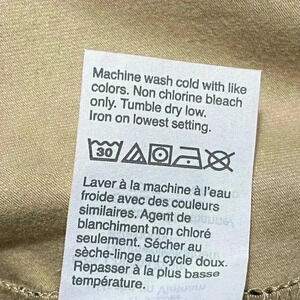 Machine wash cold with like
colors. Non chlorine bleach
only. Tumble dry low.
Iron on lowest setting.
30
Laver à la machine à l'eau
froide avec des couleurs
similaires. Agent de
blanchiment non chloré
seulement. Sécher au
sèche-linge au cycle doux.
Repasser à la plus basse
température.